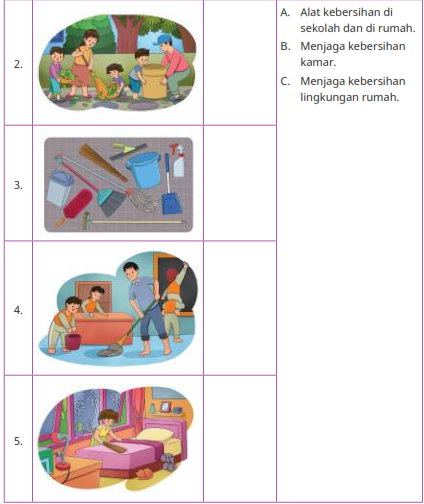 A. Alat kebersihan di
sekolah dan di rumah.
B. Menjaga kebersihan
kamar.
C. Menjaga kebersihan
lingkungan rumah.
2.
3.
4.
5.